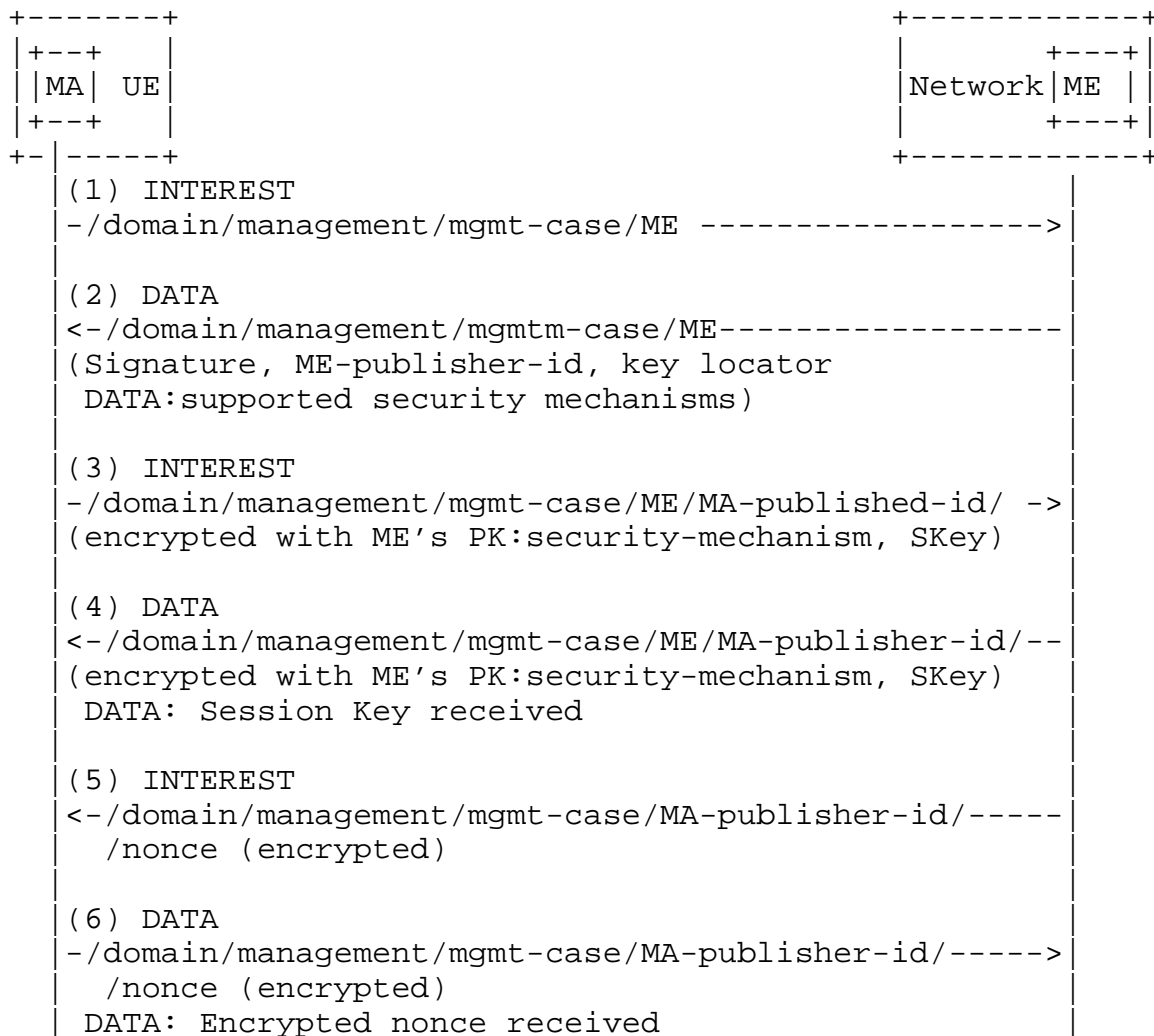 +-------+                                                  +------------+
|+--+   |                                                  |       +---+|
||MA| UE|                                                  |Network|ME ||
|+--+   |                                                  |       +---+|
+-|-----+                                                  +------------+
|(1) INTEREST                                                        |
|-/domain/management/mgmt-case/ME ------------------>|
|                                                                    |
|(2) DATA                                                            |
|<-/domain/management/mgmtm-case/ME------------------|
|(Signature, ME-publisher-id, key locator            |
| DATA:supported security mechanisms)                |
|                                                    |
|(3) INTEREST                                        |
|-/domain/management/mgmt-case/ME/MA-published-id/ ->|
|(encrypted with ME’s PK:security-mechanism, SKey)   |
|                                                    |
|(4) DATA                                            |
|<-/domain/management/mgmt-case/ME/MA-publisher-id/--|
|(encrypted with ME’s PK:security-mechanism, SKey)   |
| DATA: Session Key received                         |
|                                                    |
|(5) INTEREST                                        |
|<-/domain/management/mgmt-case/MA-publisher-id/-----|
|  /nonce (encrypted)                                |
|                                                    |
|(6) DATA                                            |
|-/domain/management/mgmt-case/MA-publisher-id/----->|
|  /nonce (encrypted)                                |
| DATA: Encrypted nonce received                     |